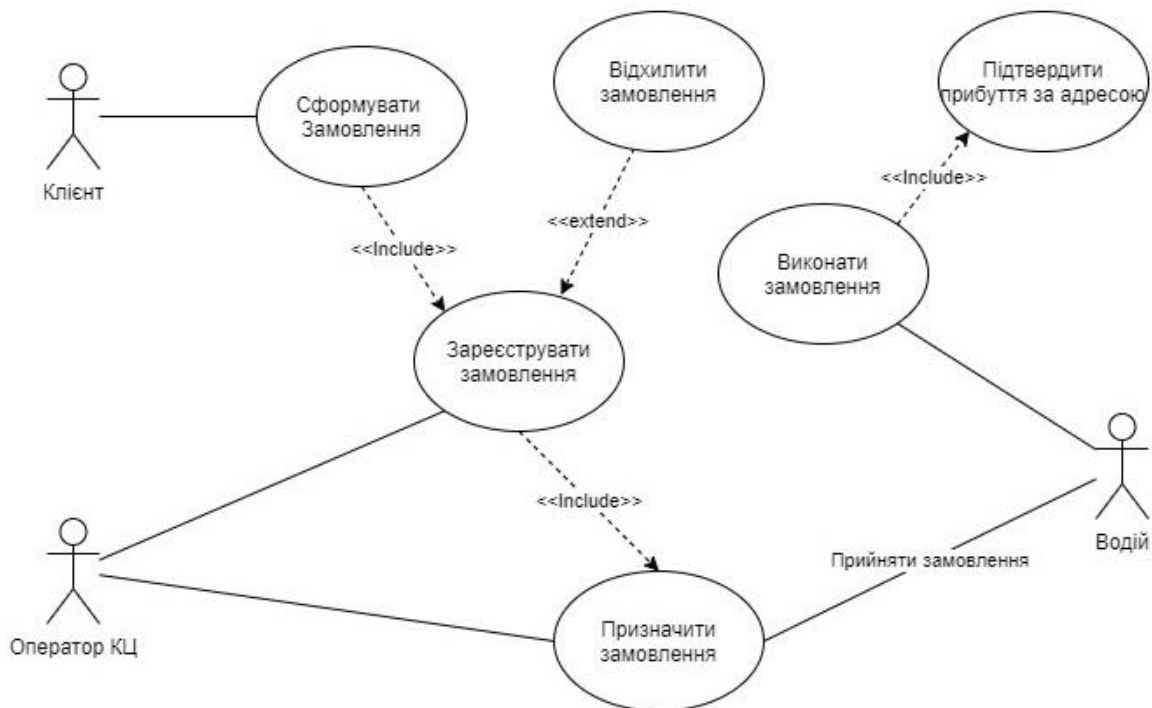 Сформувати
Замовлення
Відхилити
замовлення
Підтвердити
прибуття за адресою
Клієнт
<<Include>>
<<extend>>
<<Include>>
Виконати
замовлення
Зареєструвати
замовлення
<<Include>>
Водій
Прийняти замовлення
Оператор КЦ
Призначити
замовлення